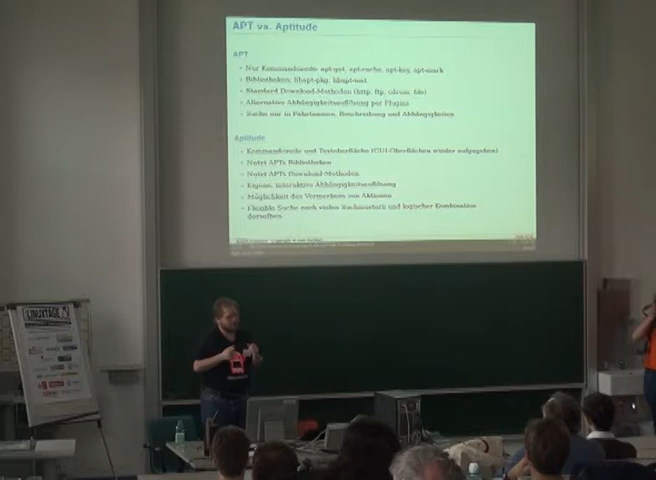 APT vs. Aptitude
APT
Nur Kommandozeile: apt-get, apt-cache, apt-key, apt-mark
Bibliotheken: libapt-pkg, libapt-inst
Standard Download-Methoden (http, ftp, cdrom, file)
Alternative Abhängigkeitsauflösung per Plugins
Suche nur in Paketnamen, Beschreibung und Abhängigkeiten
Aptitude
Kommandozeile und Textoberfläche (GUI-Oberflächen wieder aufgegeben)
Nutzt APTs Bibliotheken
Nutzt APTs Download-Methoden
Eigene, interaktive Abhängigkeitsauflösung
Möglichkeit des Vormerkens von Aktionen
Flexible Suche nach vielen Suchmustern und logischer Kombination
derselben
LINUXTAGE